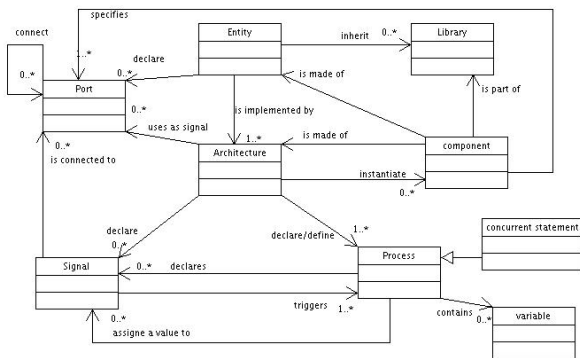 specifies
connect
Entity
inherit
0..*
Library
1..*
declare
0..*
0..*
Port
is made of
is part of
0..*
is implemented by
uses as signal
1..*
is made of
component
0..*
Architecture
is connected to
instantiate
0..*
concurrent statement
declare
declare/define
1..*
0..*
Process
Signal
0..*
declares
triggers
1..*
contains
0..*
variable
0..*
assigne a value to